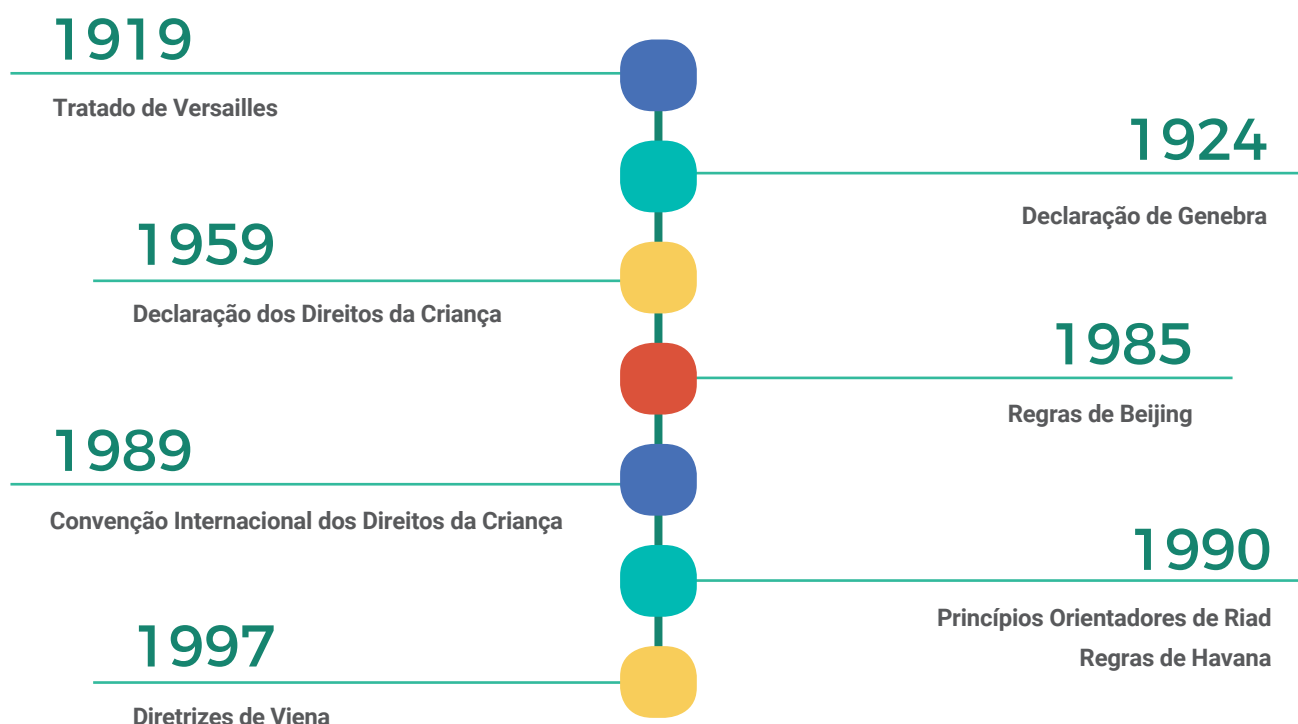 1919
Tratado de Versailles
1924
Declaração de Genebra
1959
Declaração dos Direitos da Criança
1985
Regras de Beijing
1989
Convenção Internacional dos Direitos da Criança
1990
Princípios Orientadores de Riad
Regras de Havana
1997
Diretrizes de Viena